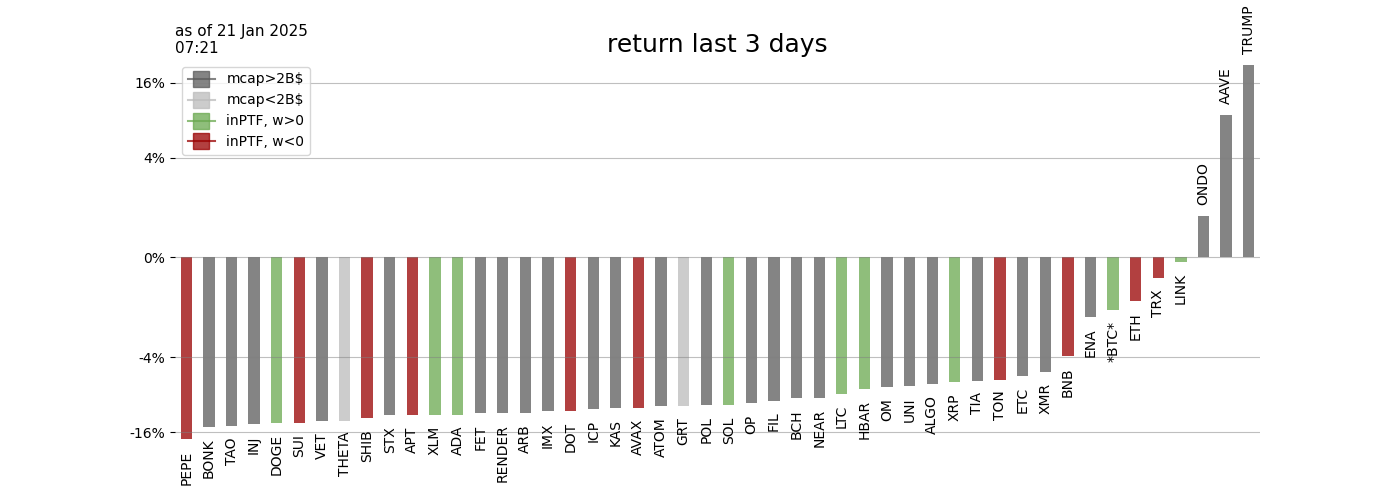 as of 21 Jan 2025
07:21
return last 3 days
mcap>2B$
mcap<2B$
inPTF, w>0
inPTF, w<0
16%
4%
0%
-4%
-16%
PEPE
BONK
TAO
INJ
DOGE
SUI
VET
THETA
SHIB
STX
APT
XLM
ADA
FET
RENDER
ARB
IMX
DOT
ICP
KAS
AVAX
ATOM
GRT
POL
SOL
OP
FIL
BCH
NEAR
LTC
HBAR
OM
UNI
ALGO
XRP
TIA
TON
ETC
XMR
BNB
ENA
*BTC*
ETH
TRX
LINK
ONDO
AAVE
TRUMP